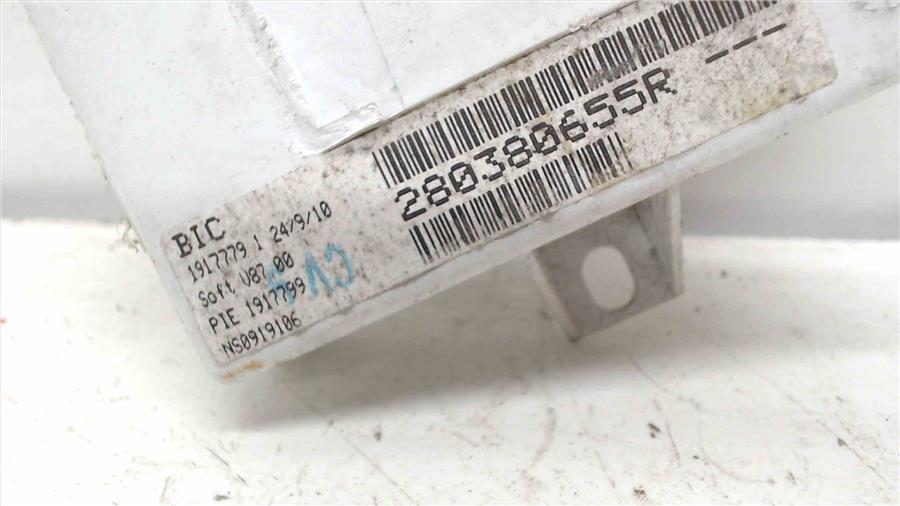 280380655R ---
BIC
1917779 1 24/9/10
Soft V87.00
PIE 1917799
NS0919106